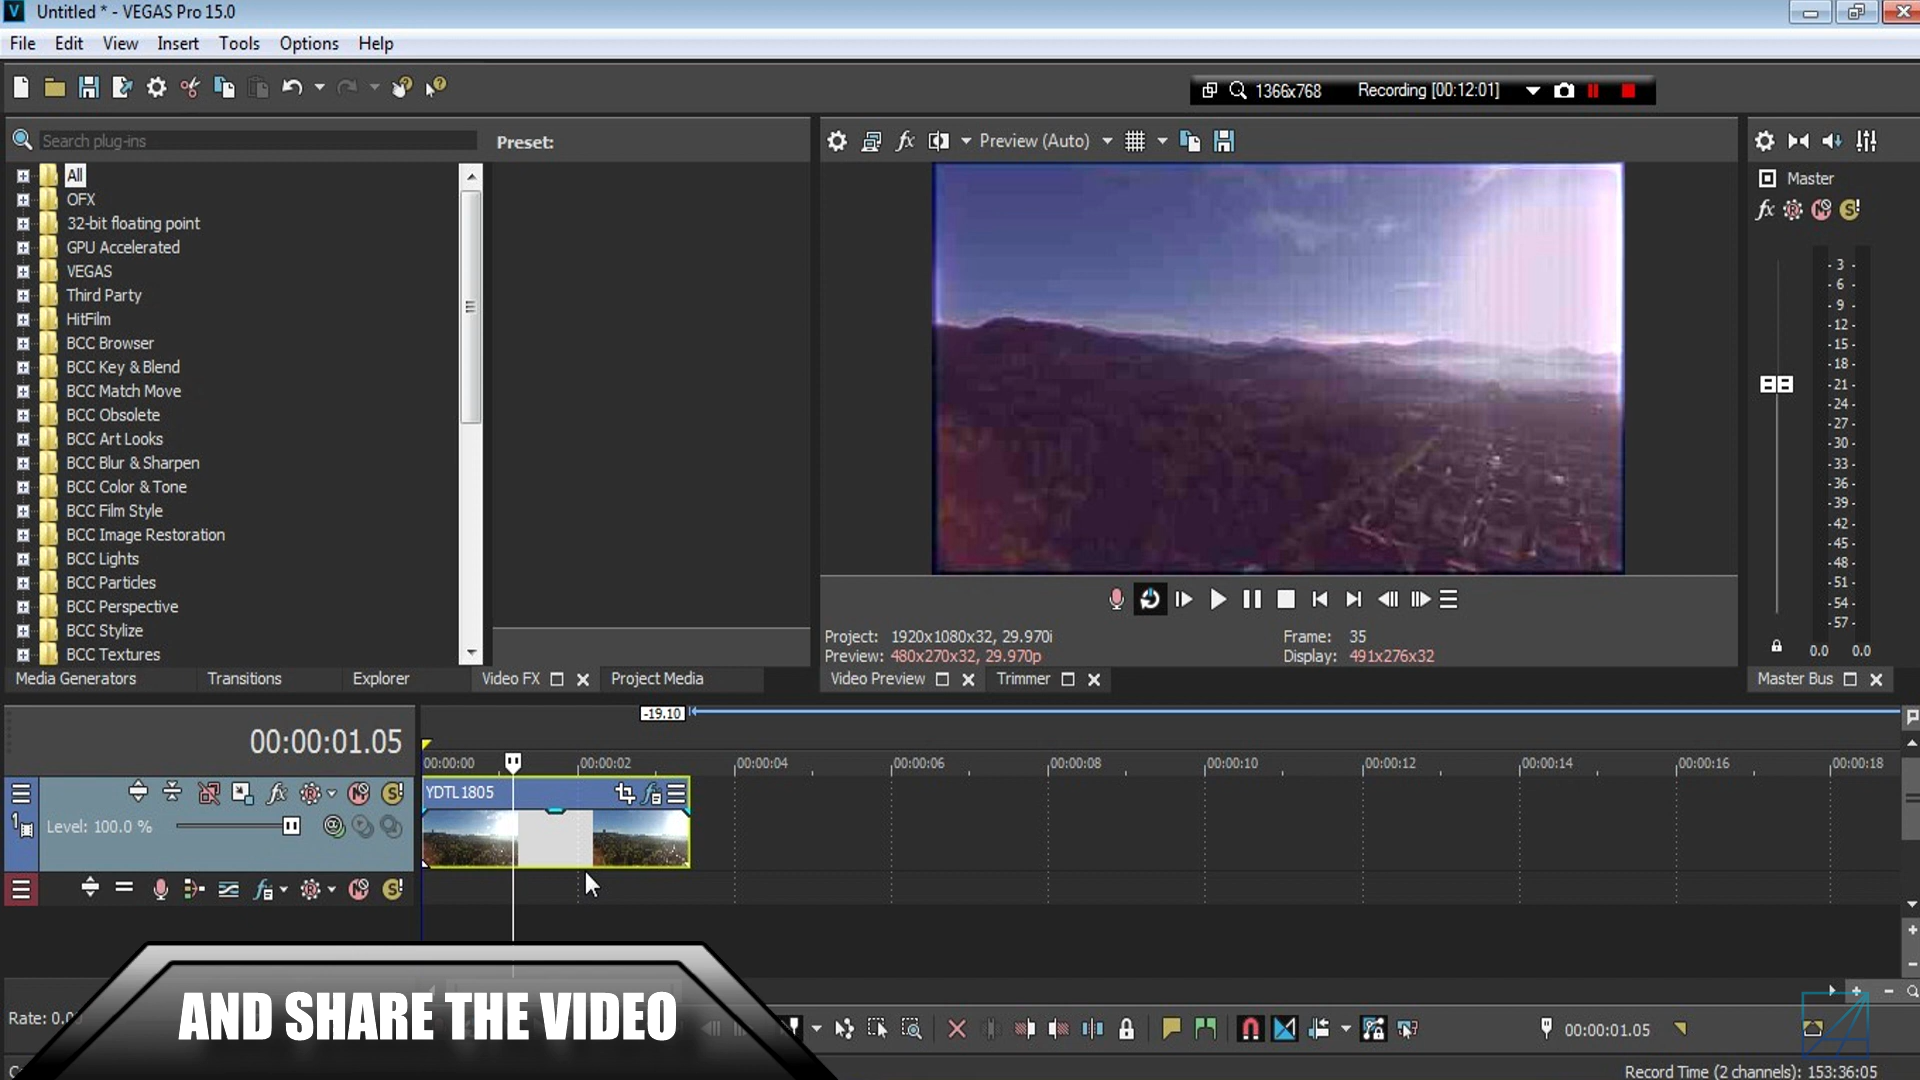 Untitled * - VEGAS Pro 15.0
File Edit View Insert Tools Options Help
1366x768 Recording [00:12:01]
Search plug-ins
Preset:
Preview (Auto)
All
OFX
32-bit floating point
GPU Accelerated
VEGAS
Third Party
HitFilm
BCC Browser
BCC Key & Blend
BCC Match Move
BCC Obsolete
BCC Art Looks
BCC Blur & Sharpen
BCC Color & Tone
BCC Film Style
BCC Image Restoration
BCC Lights
BCC Particles
BCC Perspective
BCC Stylize
BCC Textures
Master
- 3 -
- 6 -
- 9 -
- 12 -
- 15 -
- 18 -
- 21 -
- 24 -
- 27 -
- 30 -
- 33 -
- 36 -
- 39 -
- 42 -
- 45 -
- 48 -
- 51 -
- 54 -
- 57 -
0.0 0.0
Project: 1920x1080x32, 29.970i
Preview: 480x270x32, 29.970p
Frame: 35
Display: 491x276x32
Media Generators Transitions Explorer Video FX Project Media
Video Preview Trimmer
Master Bus
-19.10
00:00:01.05
00:00:00 00:00:02 00:00:04 00:00:06 00:00:08 00:00:10 00:00:12 00:00:14 00:00:16 00:00:18
YDTL1805
Level: 100.0 %
1
AND SHARE THE VIDEO
Rate: 0.0
00:00:01.05
Record Time (2 channels): 153:36:05